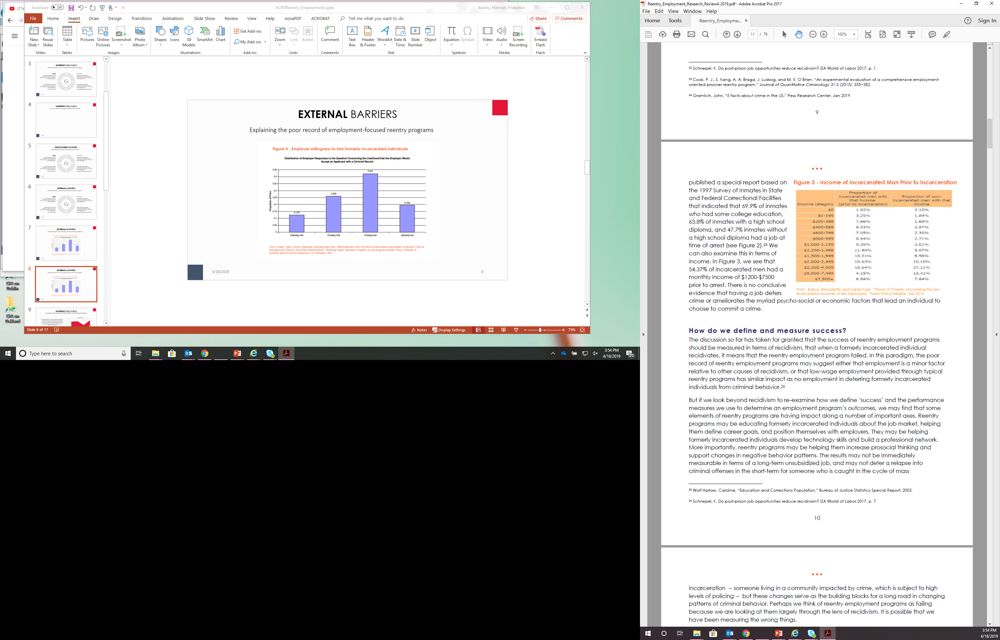 (114
AutoSave Off
ACPDReentry_Employment2.pptx
Badiey, Hannah, Probation
File Home Insert Draw Design Transitions Animations Slide Show Review View Help novaPDF ACROBAT Tell me what you want to do Share Comments
New Slide Reuse Slides Table Pictures Online Pictures Screenshot Photo Album Shapes Icons 3D Models SmartArt Chart Get Add-ins My Add-ins Zoom Link Action Comment Text Box Header & Footer WordArt Date & Time Slide Number Object Equation Symbol Video Audio Screen Recording Embed Flash
Slides Tables Images Illustrations Add-ins Links Comments Text Symbols Media Flash
3
IMPERFECT SOLUTIONS
4
IMPERFECT SOLUTIONS
5
EMPLOYMENT BARRIERS
6
INTERNAL BARRIERS
7
EXTERNAL BARRIERS
8
EXTERNAL BARRIERS
9
IMPERFECT SOLUTIONS
EXTERNAL BARRIERS
Explaining the poor record of employment-focused reentry programs
Figure 4 - Employer willingness to hire formerly incarcerated individuals
Distribution of Employer Responses to the Question Concerning the Likelihood that the Employer Would
Accept an Applicant with a Criminal Record
Proportion of Firms
0.45
0.4
0.35
0.3
0.25
0.2
0.15
0.1
0.05
0
0.125
0.259
0.421
0.195
Definitely Will Probably Will Probably Not Definitely Not
From: Holzer, Harry, Steven Raphael, and Michael Stoll, "Will Employers Hire Formerly Incarcerated Individuals? Employer Checks,
Background Checks, and Their Determinants," Working Paper, Berkeley Program on Housing and Urban Policy, Institute of
Business and Economic Research, UC Berkeley, 2001.
4/18/2019 8
CFA on
Dublin
CFA on
Oakland
Slide 8 of 17 Notes Display Settings 75%
Type here to search
3:54 PM
4/18/2019
20
Reentry_Employment_Research_Review4-2019.pdf - Adobe Acrobat Pro 2017
File Edit View Window Help
Home Tools Reentry_Employme... × Sign In
11 / 79 100%
22 Schnepel, K. Do post-prison job opportunities reduce recidivism? IZA World of Labor 2017, p. 1.
23 Cook, P. J., S. Kang, A. A. Braga, J. Ludwig, and M. E. O'Brien. "An experimental evaluation of a comprehensive employment-
oriented prisoner reentry program." Journal of Quantitative Criminology 31:3 (2015): 355–382.
24 Gramlich, John, "5 facts about crime in the US," Pew Research Center, Jan 2019.
9
published a special report based on
the 1997 Survey of Inmates in State
and Federal Correctional Facilities
that indicated that 69.9% of inmates
who had some college education,
63.8% of inmates with a high school
diploma, and 47.7% inmates without
a high school diploma had a job at
time of arrest (see Figure 2).25 We
can also examine this in terms of
income. In Figure 3, we see that
54.37% of incarcerated men had a
monthly income of $1200-$7500
prior to arrest. There is no conclusive
evidence that having a job deters
crime or ameliorates the myriad psycho-social or economic factors that lead an individual to
choose to commit a crime.
Figure 3 - Income of Incarcerated Man Prior to Incarceration
Income category Proportion of incarcerated men with that income (prior to incarceration) Proportion of non-incarcerated men with that income
$0 1.82% 3.10%
$1-199 3.25% 1.84%
$200-399 7.66% 1.68%
$400-599 8.03% 2.87%
$600-799 7.05% 2.30%
$800-999 8.44% 2.71%
$1,000-1,199 9.39% 3.61%
$1,200-1,499 11.90% 5.07%
$1,500-1,999 10.21% 9.56%
$2,000-2,499 10.63% 10.10%
$2,500-4,999 10.64% 37.11%
$5,000-7,499 4.15% 12.41%
$7,500+ 6.84% 7.64%
From: Rabuy, Bernadette, and Daniel Kopf, "Prisons of Poverty: Uncovering the pre-
incarceration incomes of the imprisoned," Prison Policy Initiative, July 2015.
How do we define and measure success?
The discussion so far has taken for granted that the success of reentry employment programs
should be measured in terms of recidivism, that when a formerly incarcerated individual
recidivates, it means that the reentry employment program failed. In this paradigm, the poor
record of reentry employment programs may suggest either that employment is a minor factor
relative to other causes of recidivism, or that low-wage employment provided through typical
reentry programs has similar impact as no employment in deterring formerly incarcerated
individuals from criminal behavior.26
But if we look beyond recidivism to re-examine how we define 'success' and the performance
measures we use to determine an employment program's outcomes, we may find that some
elements of reentry programs are having impact along a number of important axes. Reentry
programs may be educating formerly incarcerated individuals about the job market, helping
them define career goals, and position themselves with employers. They may be helping
formerly incarcerated individuals develop technology skills and build a professional network.
More importantly, reentry programs may be helping them increase prosocial thinking and
support changes in negative behavior patterns. The results may not be immediately
measurable in terms of a long-term unsubsidized job, and may not deter a relapse into
criminal offenses in the short-term for someone who is caught in the cycle of mass
25 Wolf Harlow, Caroline, "Education and Corrections Population," Bureau of Justice Statistics Special Report, 2003.
26 Schnepel, K. Do post-prison job opportunities reduce recidivism? IZA World of Labor 2017, p. 7.
10
incarceration -- someone living in a community impacted by crime, which is subject to high
levels of policing -- but these changes serve as the building blocks for a long road in changing
patterns of criminal behavior. Perhaps we think of reentry employment programs as failing
because we are looking at them largely through the lens of recidivism. It is possible that we
have been measuring the wrong things.
3:54 PM
4/18/2019